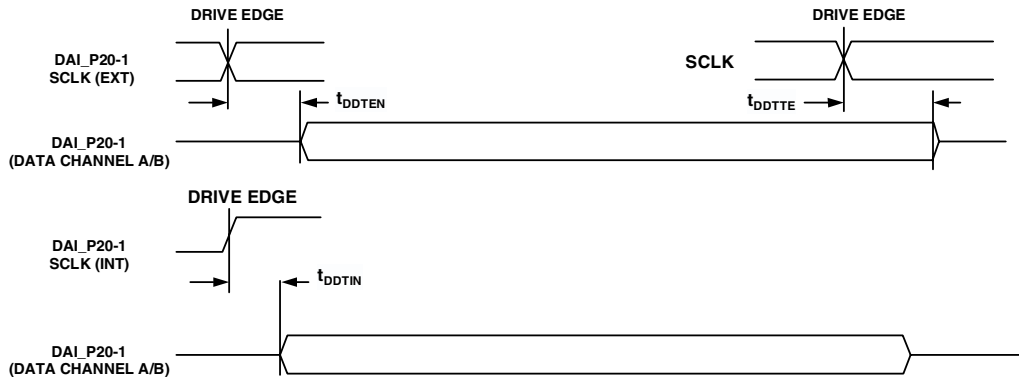 DRIVE EDGE
DRIVE EDGE
DAI_P20-1
SCLK (EXT)
SCLK
tDDTEN
tDDTTE
DAI_P20-1
(DATA CHANNEL A/B)
DRIVE EDGE
DAI_P20-1
SCLK (INT)
tDDTIN
DAI_P20-1
(DATA CHANNEL A/B)